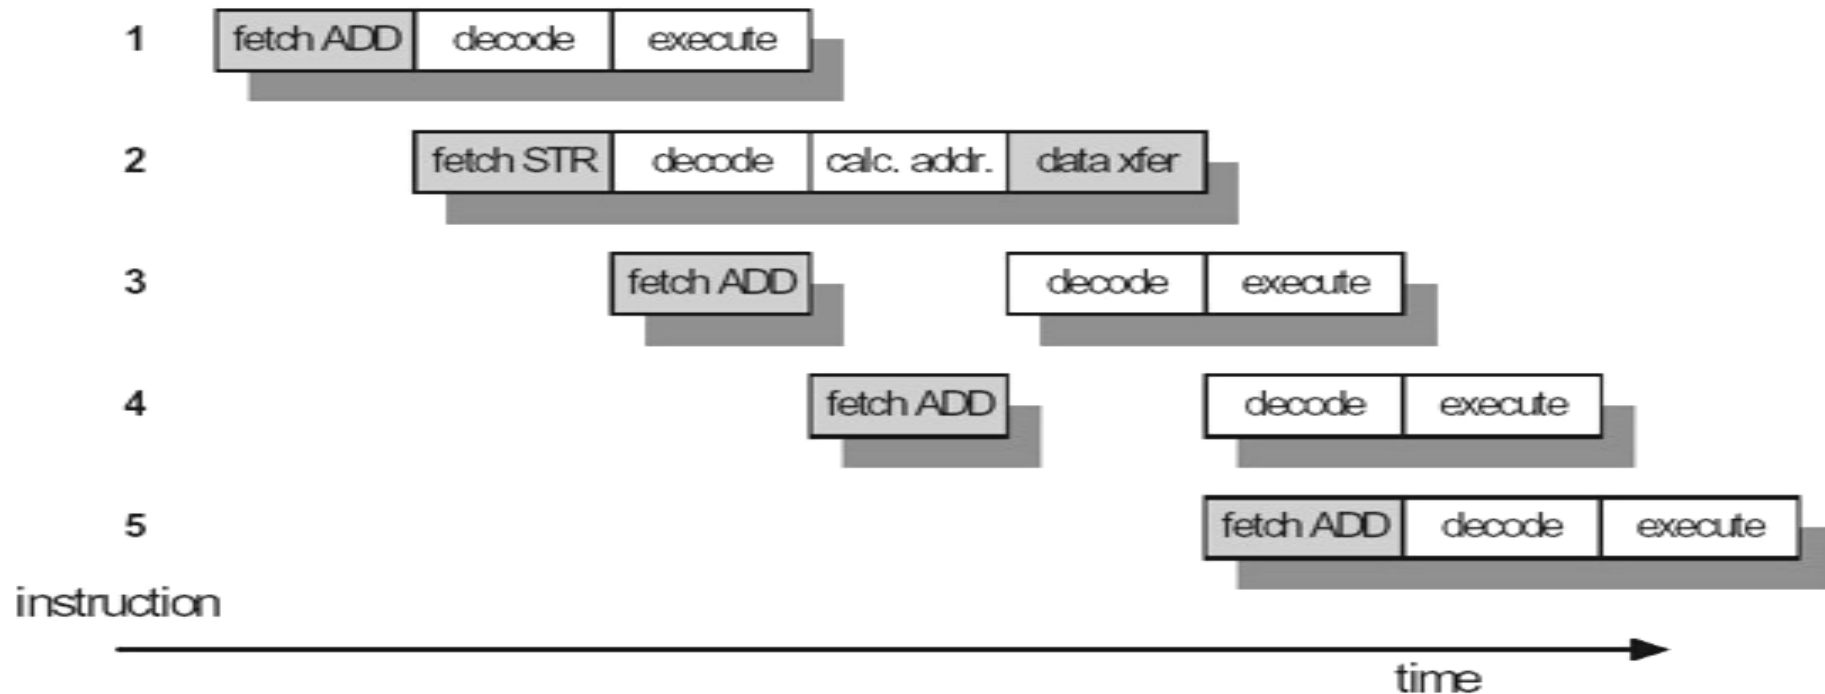 1 fetch ADD decode execute
2 fetch STR decode calc. addr. data xfer
3 fetch ADD decode execute
4 fetch ADD decode execute
5 fetch ADD decode execute
instruction
time